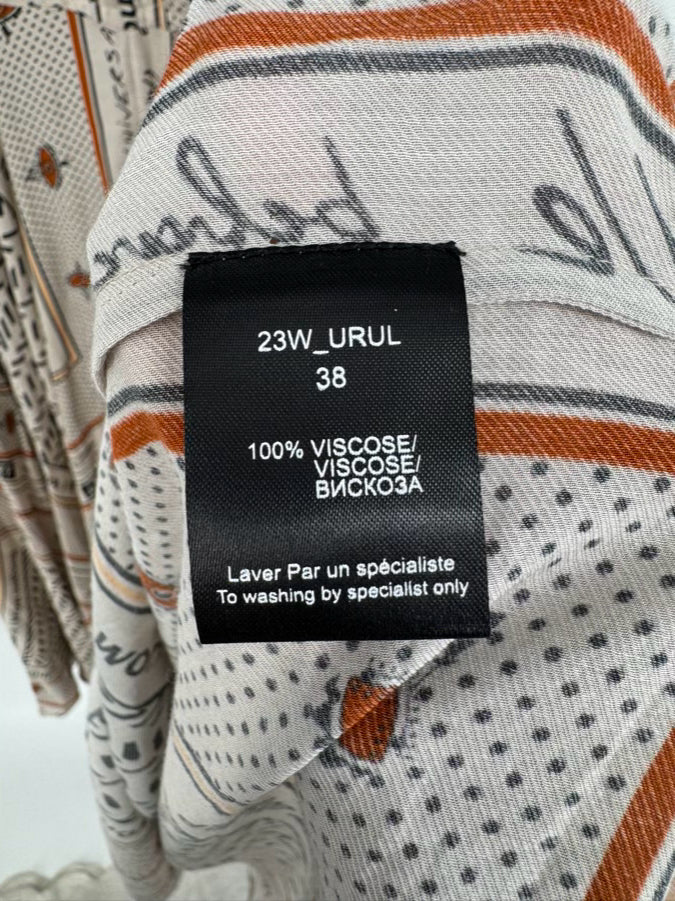 23W_URUL
38
100% VISCOSE/
VISCOSE/
ВИСКОЗА
Laver Par un spécialiste
To washing by specialist only